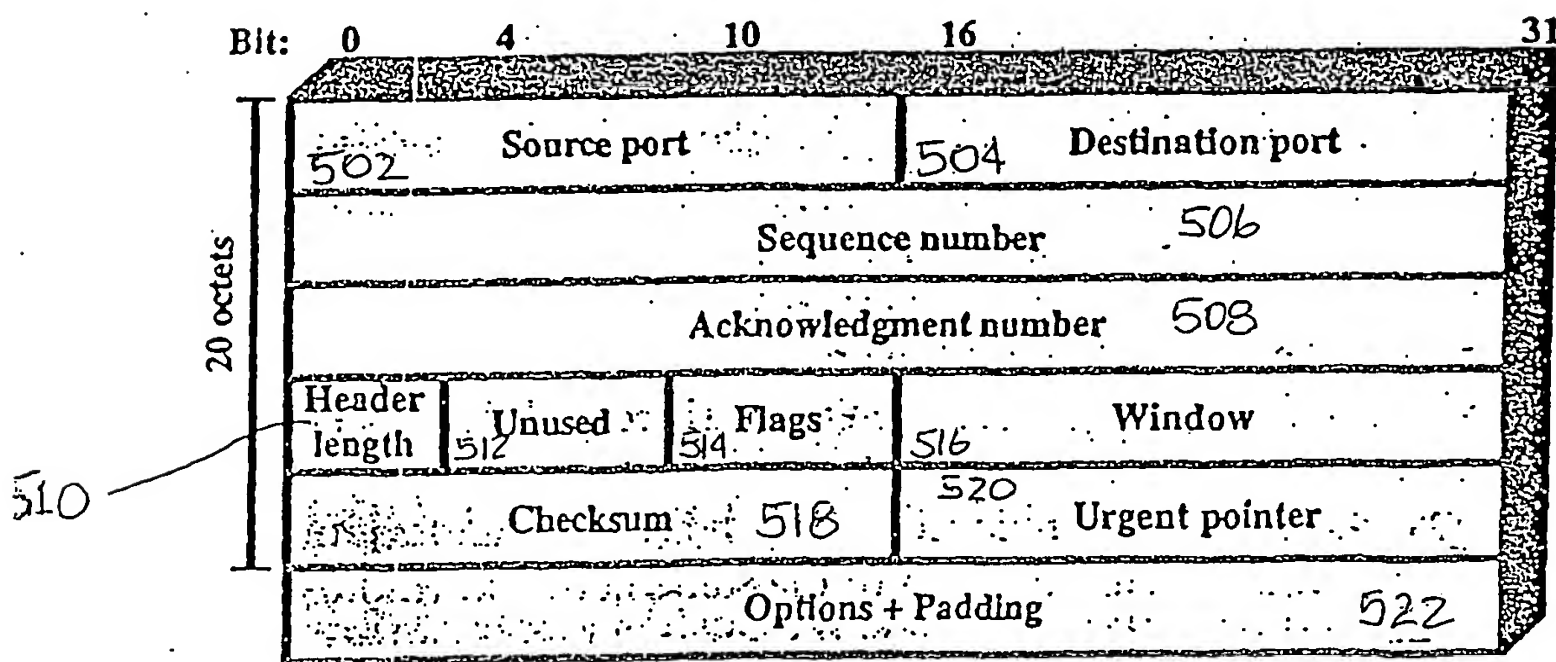 Bit: 0 4 10 16 31
Source port 502 504 Destination port
Sequence number 506
Acknowledgment number 508
20 octets
Header length 512 Unused 514 Flags 516 Window
510
Checksum 518 520 Urgent pointer
Options + Padding 522